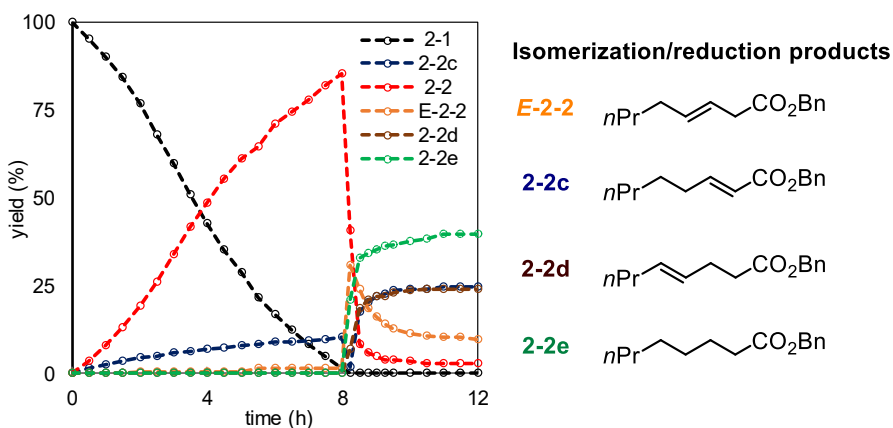 100
75
50
25
0
yield (%)
0
4
8
12
time (h)
2-1
2-2c
2-2
E-2-2
2-2d
2-2e
Isomerization/reduction products
E-2-2
nPr
CO₂Bn
2-2c
nPr
CO₂Bn
2-2d
nPr
CO₂Bn
2-2e
nPr
CO₂Bn